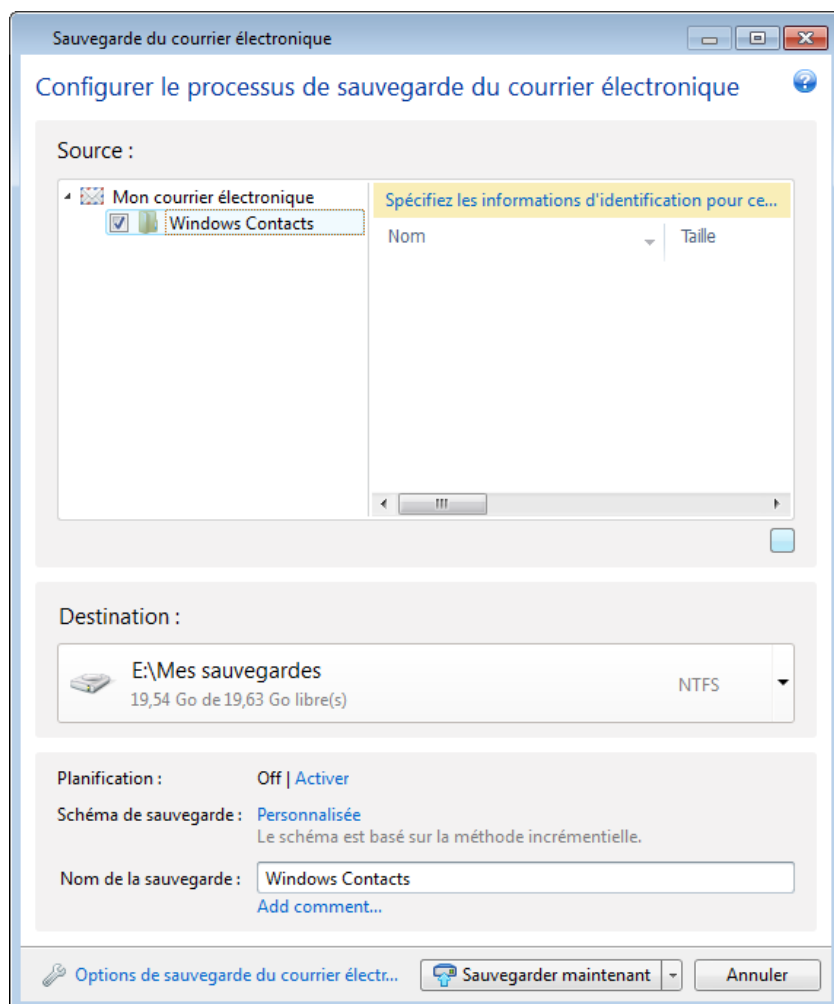 Sauvegarde du courrier électronique
Configurer le processus de sauvegarde du courrier électronique
Source :
Mon courrier électronique
Windows Contacts
Spécifiez les informations d'identification pour ce...
Nom Taille
Destination :
E:\Mes sauvegardes
19,54 Go de 19,63 Go libre(s)
NTFS
Planification : Off | Activer
Schéma de sauvegarde : Personnalisée
Le schéma est basé sur la méthode incrémentielle.
Nom de la sauvegarde : Windows Contacts
Add comment...
Options de sauvegarde du courrier électr... Sauvegarder maintenant Annuler